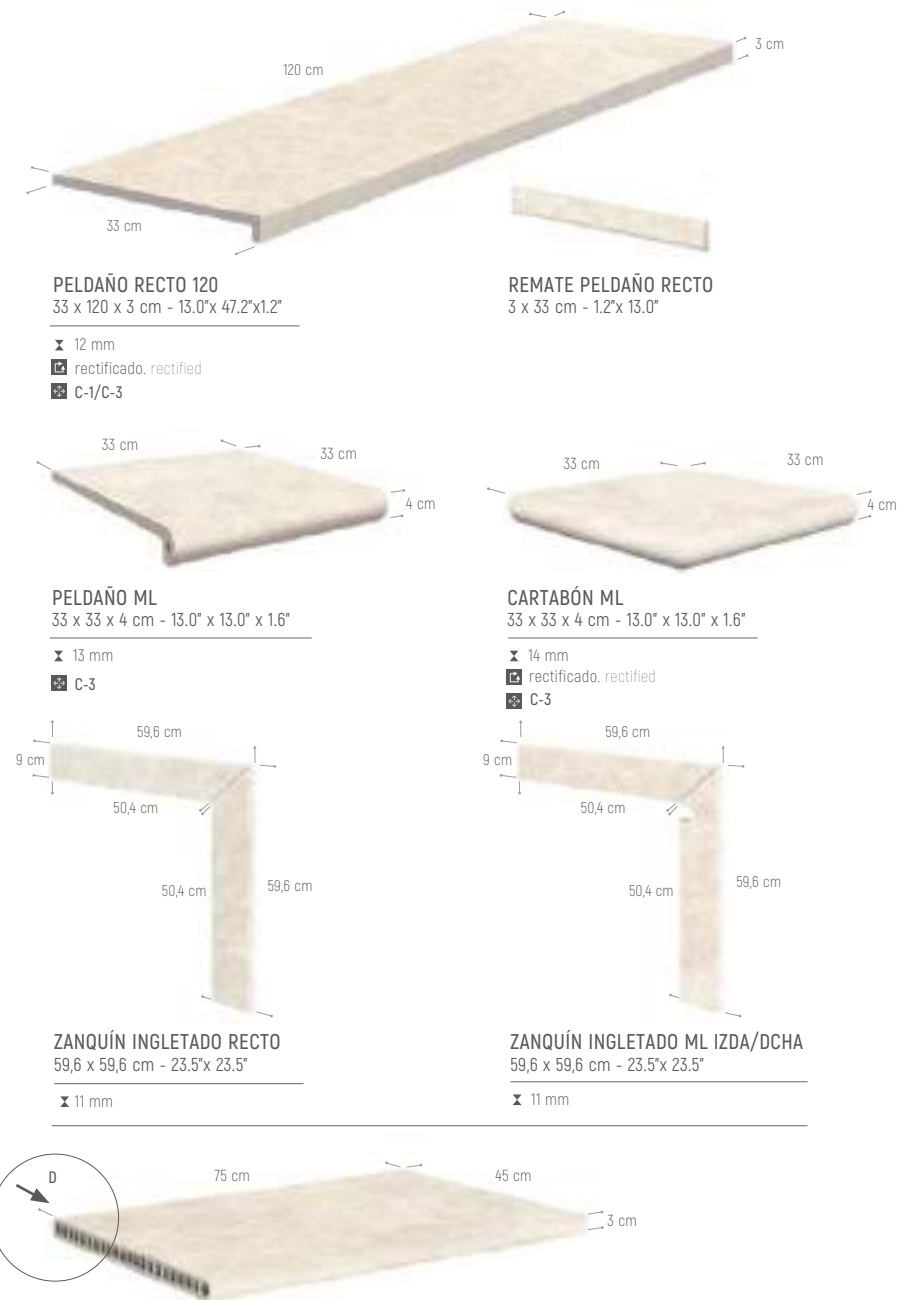 120 cm
3 cm
33 cm
PELDAÑO RECTO 120
33 x 120 x 3 cm - 13.0"x 47.2"x1.2"
12 mm
rectificado. rectified
C-1/C-3
REMATE PELDAÑO RECTO
3 x 33 cm - 1.2"x 13.0"
33 cm
33 cm
4 cm
PELDAÑO ML
33 x 33 x 4 cm - 13.0" x 13.0" x 1.6"
13 mm
C-3
33 cm
33 cm
4 cm
CARTABÓN ML
33 x 33 x 4 cm - 13.0" x 13.0" x 1.6"
14 mm
rectificado. rectified
C-3
59,6 cm
9 cm
50,4 cm
50,4 cm
59,6 cm
ZANQUÍN INGLETADO RECTO
59,6 x 59,6 cm - 23.5"x 23.5"
11 mm
59,6 cm
9 cm
50,4 cm
50,4 cm
59,6 cm
ZANQUÍN INGLETADO ML IZDA/DCHA
59,6 x 59,6 cm - 23.5"x 23.5"
11 mm
D
75 cm
45 cm
3 cm